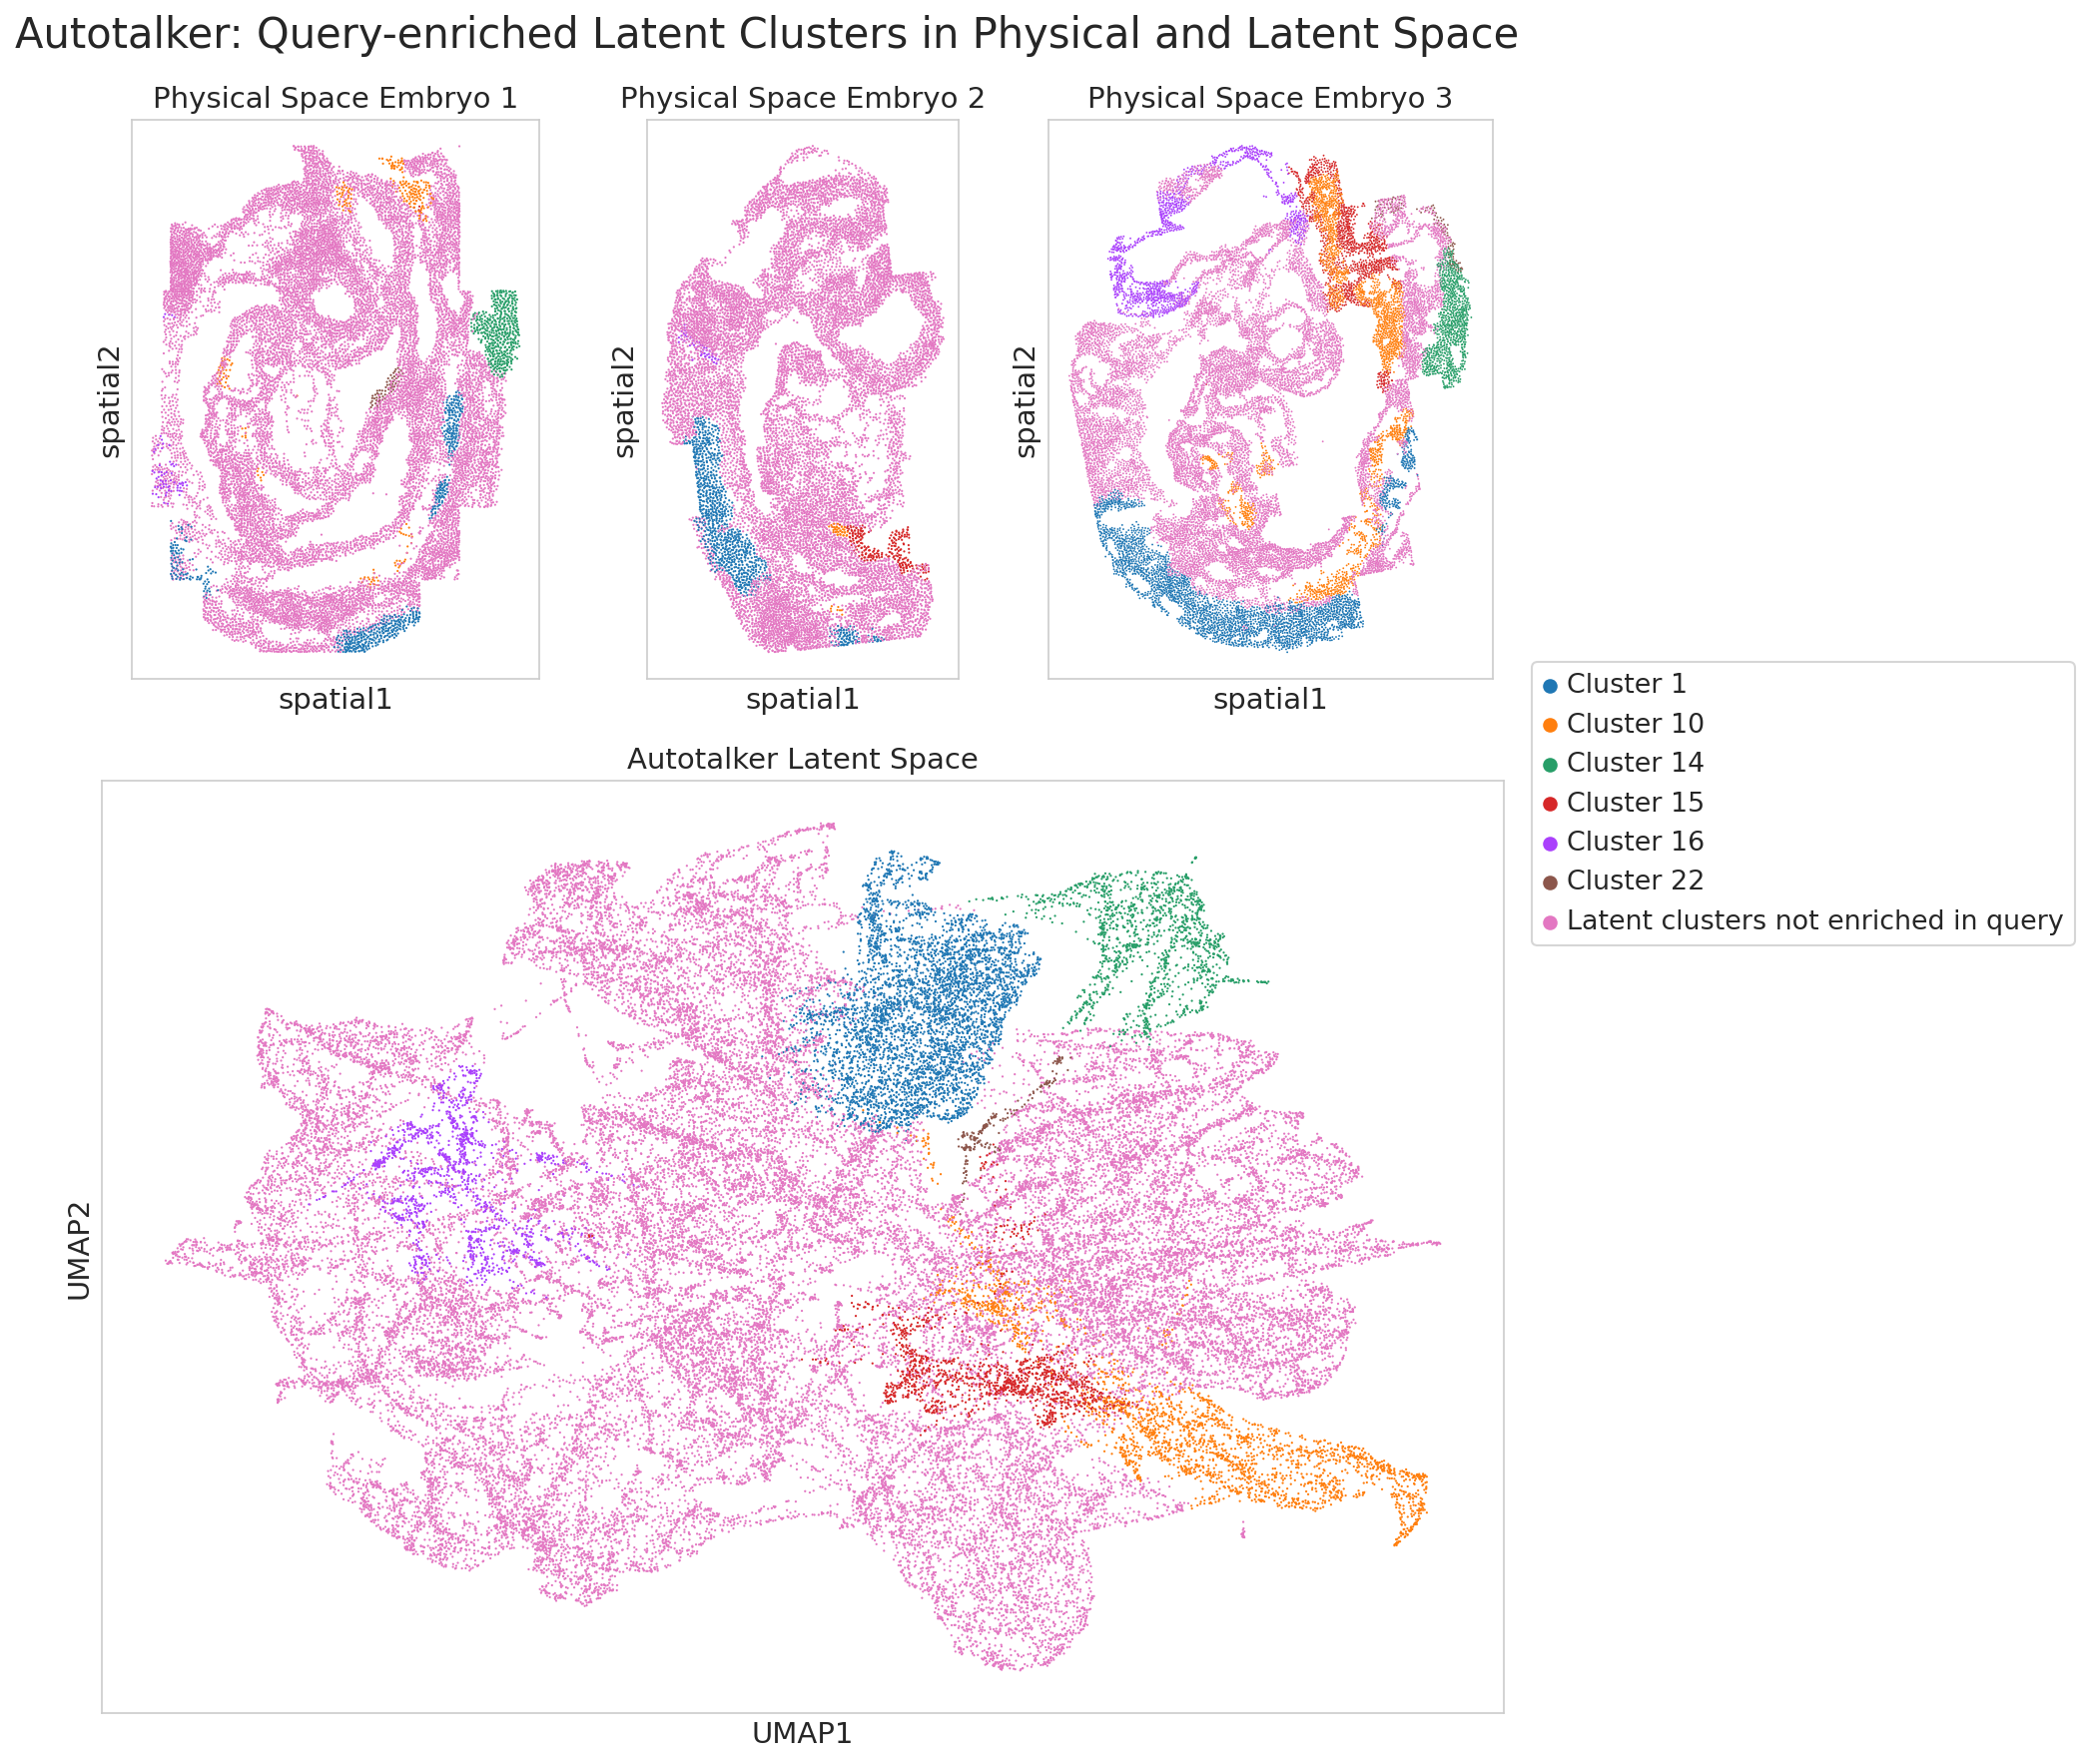 Autotalker: Query-enriched Latent Clusters in Physical and Latent Space
Physical Space Embryo 1
Physical Space Embryo 2
Physical Space Embryo 3
spatial2
spatial2
spatial2
spatial1
spatial1
spatial1
Cluster 1
Cluster 10
Cluster 14
Cluster 15
Cluster 16
Cluster 22
Latent clusters not enriched in query
Autotalker Latent Space
UMAP2
UMAP1